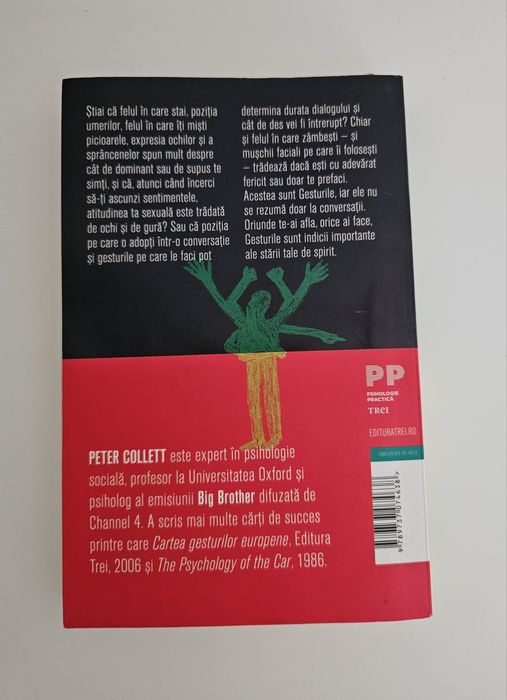 Știai că felul în care stai, poziția
umerilor, felul în care îți miști
picioarele, expresia ochilor și a
sprâncenelor spun mult despre
cât de dominant sau de supus te
simți, și că, atunci când încerci
să-ți ascunzi sentimentele,
atitudinea ta sexuală este trădată
de ochi și de gură? Sau că poziția
pe care o adopți într-o conversație
și gesturile pe care le faci pot
determina durata dialogului și
cât de des vei fi întrerupt? Chiar
și felul în care zâmbești – și
mușchii faciali pe care îi folosești
– trădează dacă ești cu adevărat
fericit sau doar te prefaci.
Acestea sunt Gesturile, iar ele nu
se rezumă doar la conversații.
Oriunde te-ai afla, orice ai face,
Gesturile sunt indicii importante
ale stării tale de spirit.
PP
PSIHOLOGIE
PRACTICĂ
TREI
EDITURATREI.RO
PETER COLLETT este expert în psihologie
socială, profesor la Universitatea Oxford și
psiholog al emisiunii Big Brother difuzată de
Channel 4. A scris mai multe cărți de succes
printre care Cartea gesturilor europene, Editura
Trei, 2006 și The Psychology of the Car, 1986.
9789737074638>